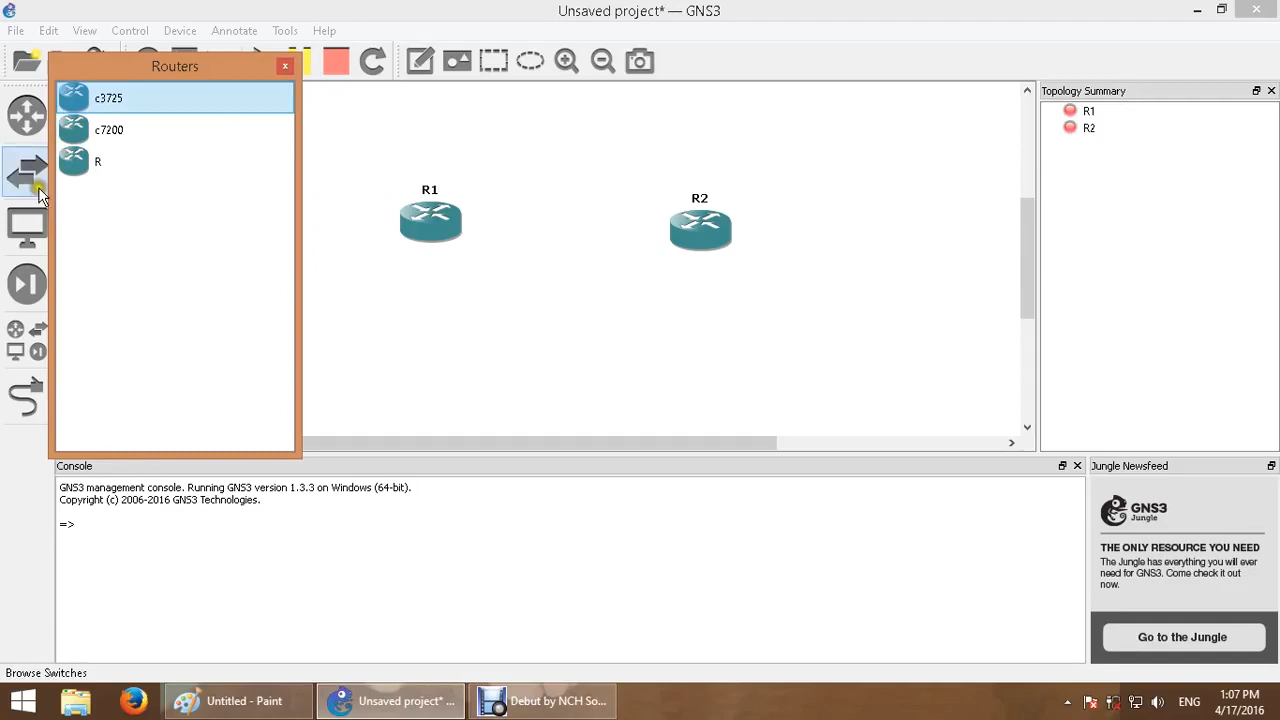 Unsaved project* — GNS3
File Edit View Control Device Annotate Tools Help
Routers
c3725
c7200
R
R1
R2
Topology Summary
R1
R2
Console
GNS3 management console. Running GNS3 version 1.3.3 on Windows (64-bit).
Copyright (c) 2006-2016 GNS3 Technologies.
=>
Jungle Newsfeed
GNS3
Jungle
THE ONLY RESOURCE YOU NEED
The Jungle has everything you will ever
need for GNS3. Come check it out
now.
Go to the Jungle
Browse Switches
Untitled - Paint
Unsaved project* ...
Debut by NCH So...
ENG
1:07 PM
4/17/2016